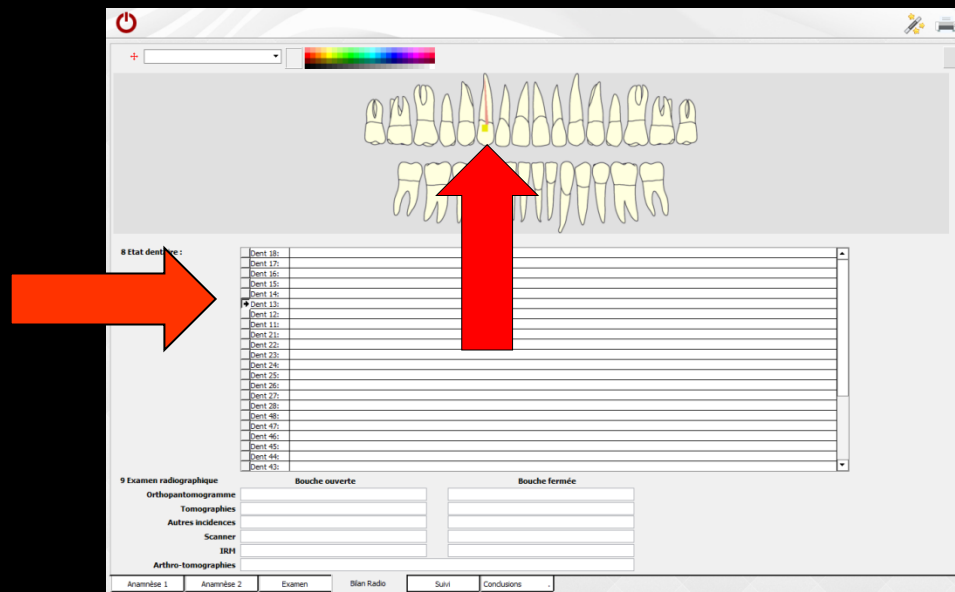 8 Etat dentaire :
Dent 18:
Dent 17:
Dent 16:
Dent 15:
Dent 14:
Dent 13:
Dent 12:
Dent 11:
Dent 21:
Dent 22:
Dent 23:
Dent 24:
Dent 25:
Dent 26:
Dent 27:
Dent 28:
Dent 48:
Dent 47:
Dent 46:
Dent 45:
Dent 44:
Dent 43:
9 Examen radiographique Bouche ouverte Bouche fermée
Orthopantomogramme
Tomographies
Autres incidences
Scanner
IRM
Arthro-tomographies
Anamnèse 1 Anamnèse 2 Examen Bilan Radio Suivi Conclusions .